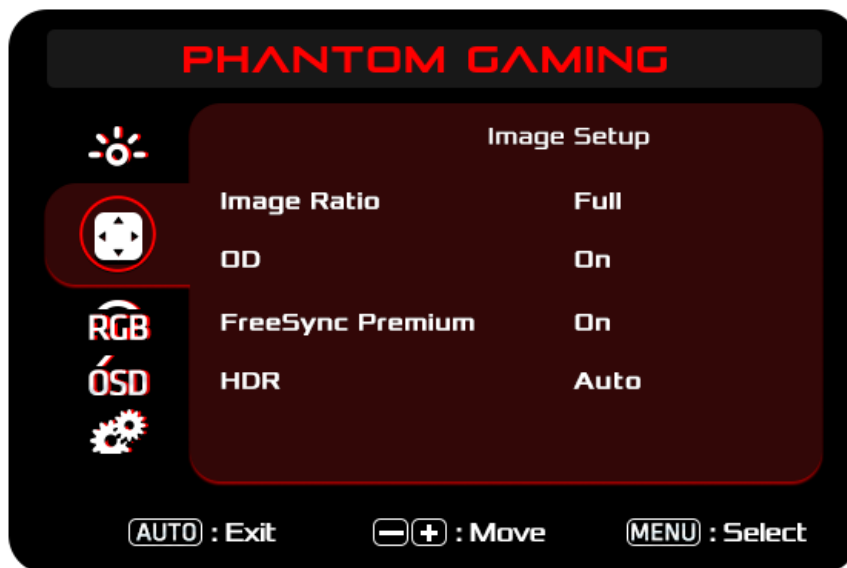 PHANTOM GAMING
Image Setup
Image Ratio Full
OD On
RGB
FreeSync Premium On
OSD
HDR Auto
AUTO : Exit - + : Move MENU : Select